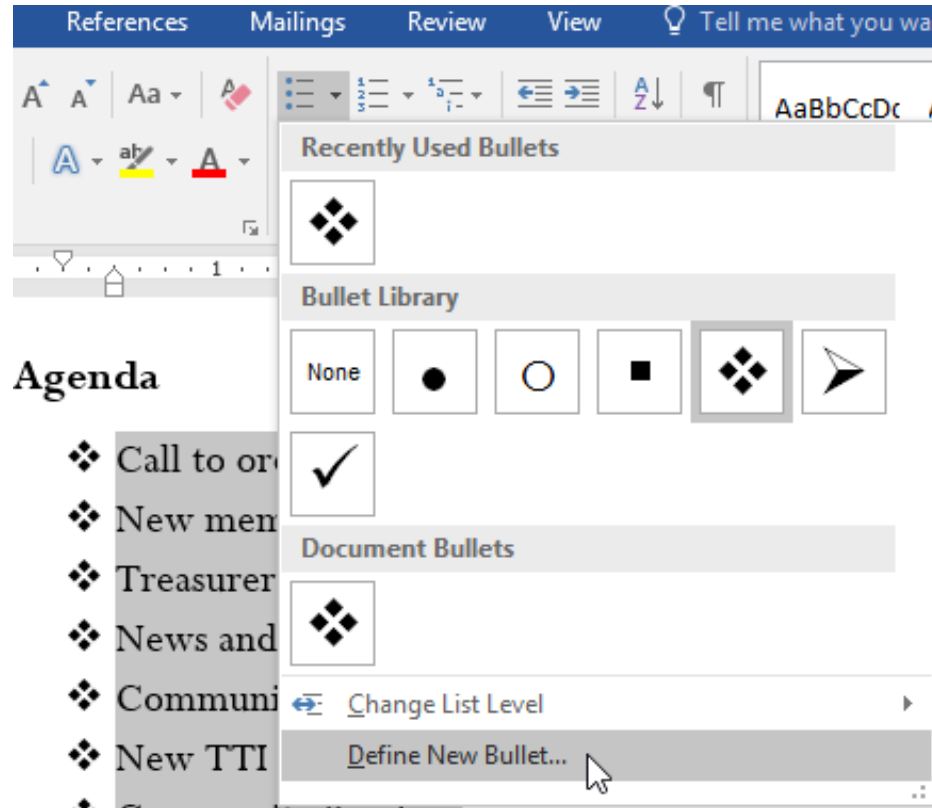 References Mailings Review View Tell me what you wa
Aa
AaBbCcDc
Recently Used Bullets
1
Bullet Library
None
Agenda
Call to or
New mem
Treasurer
Document Bullets
News and
Communi
Change List Level
New TTI
Define New Bullet...